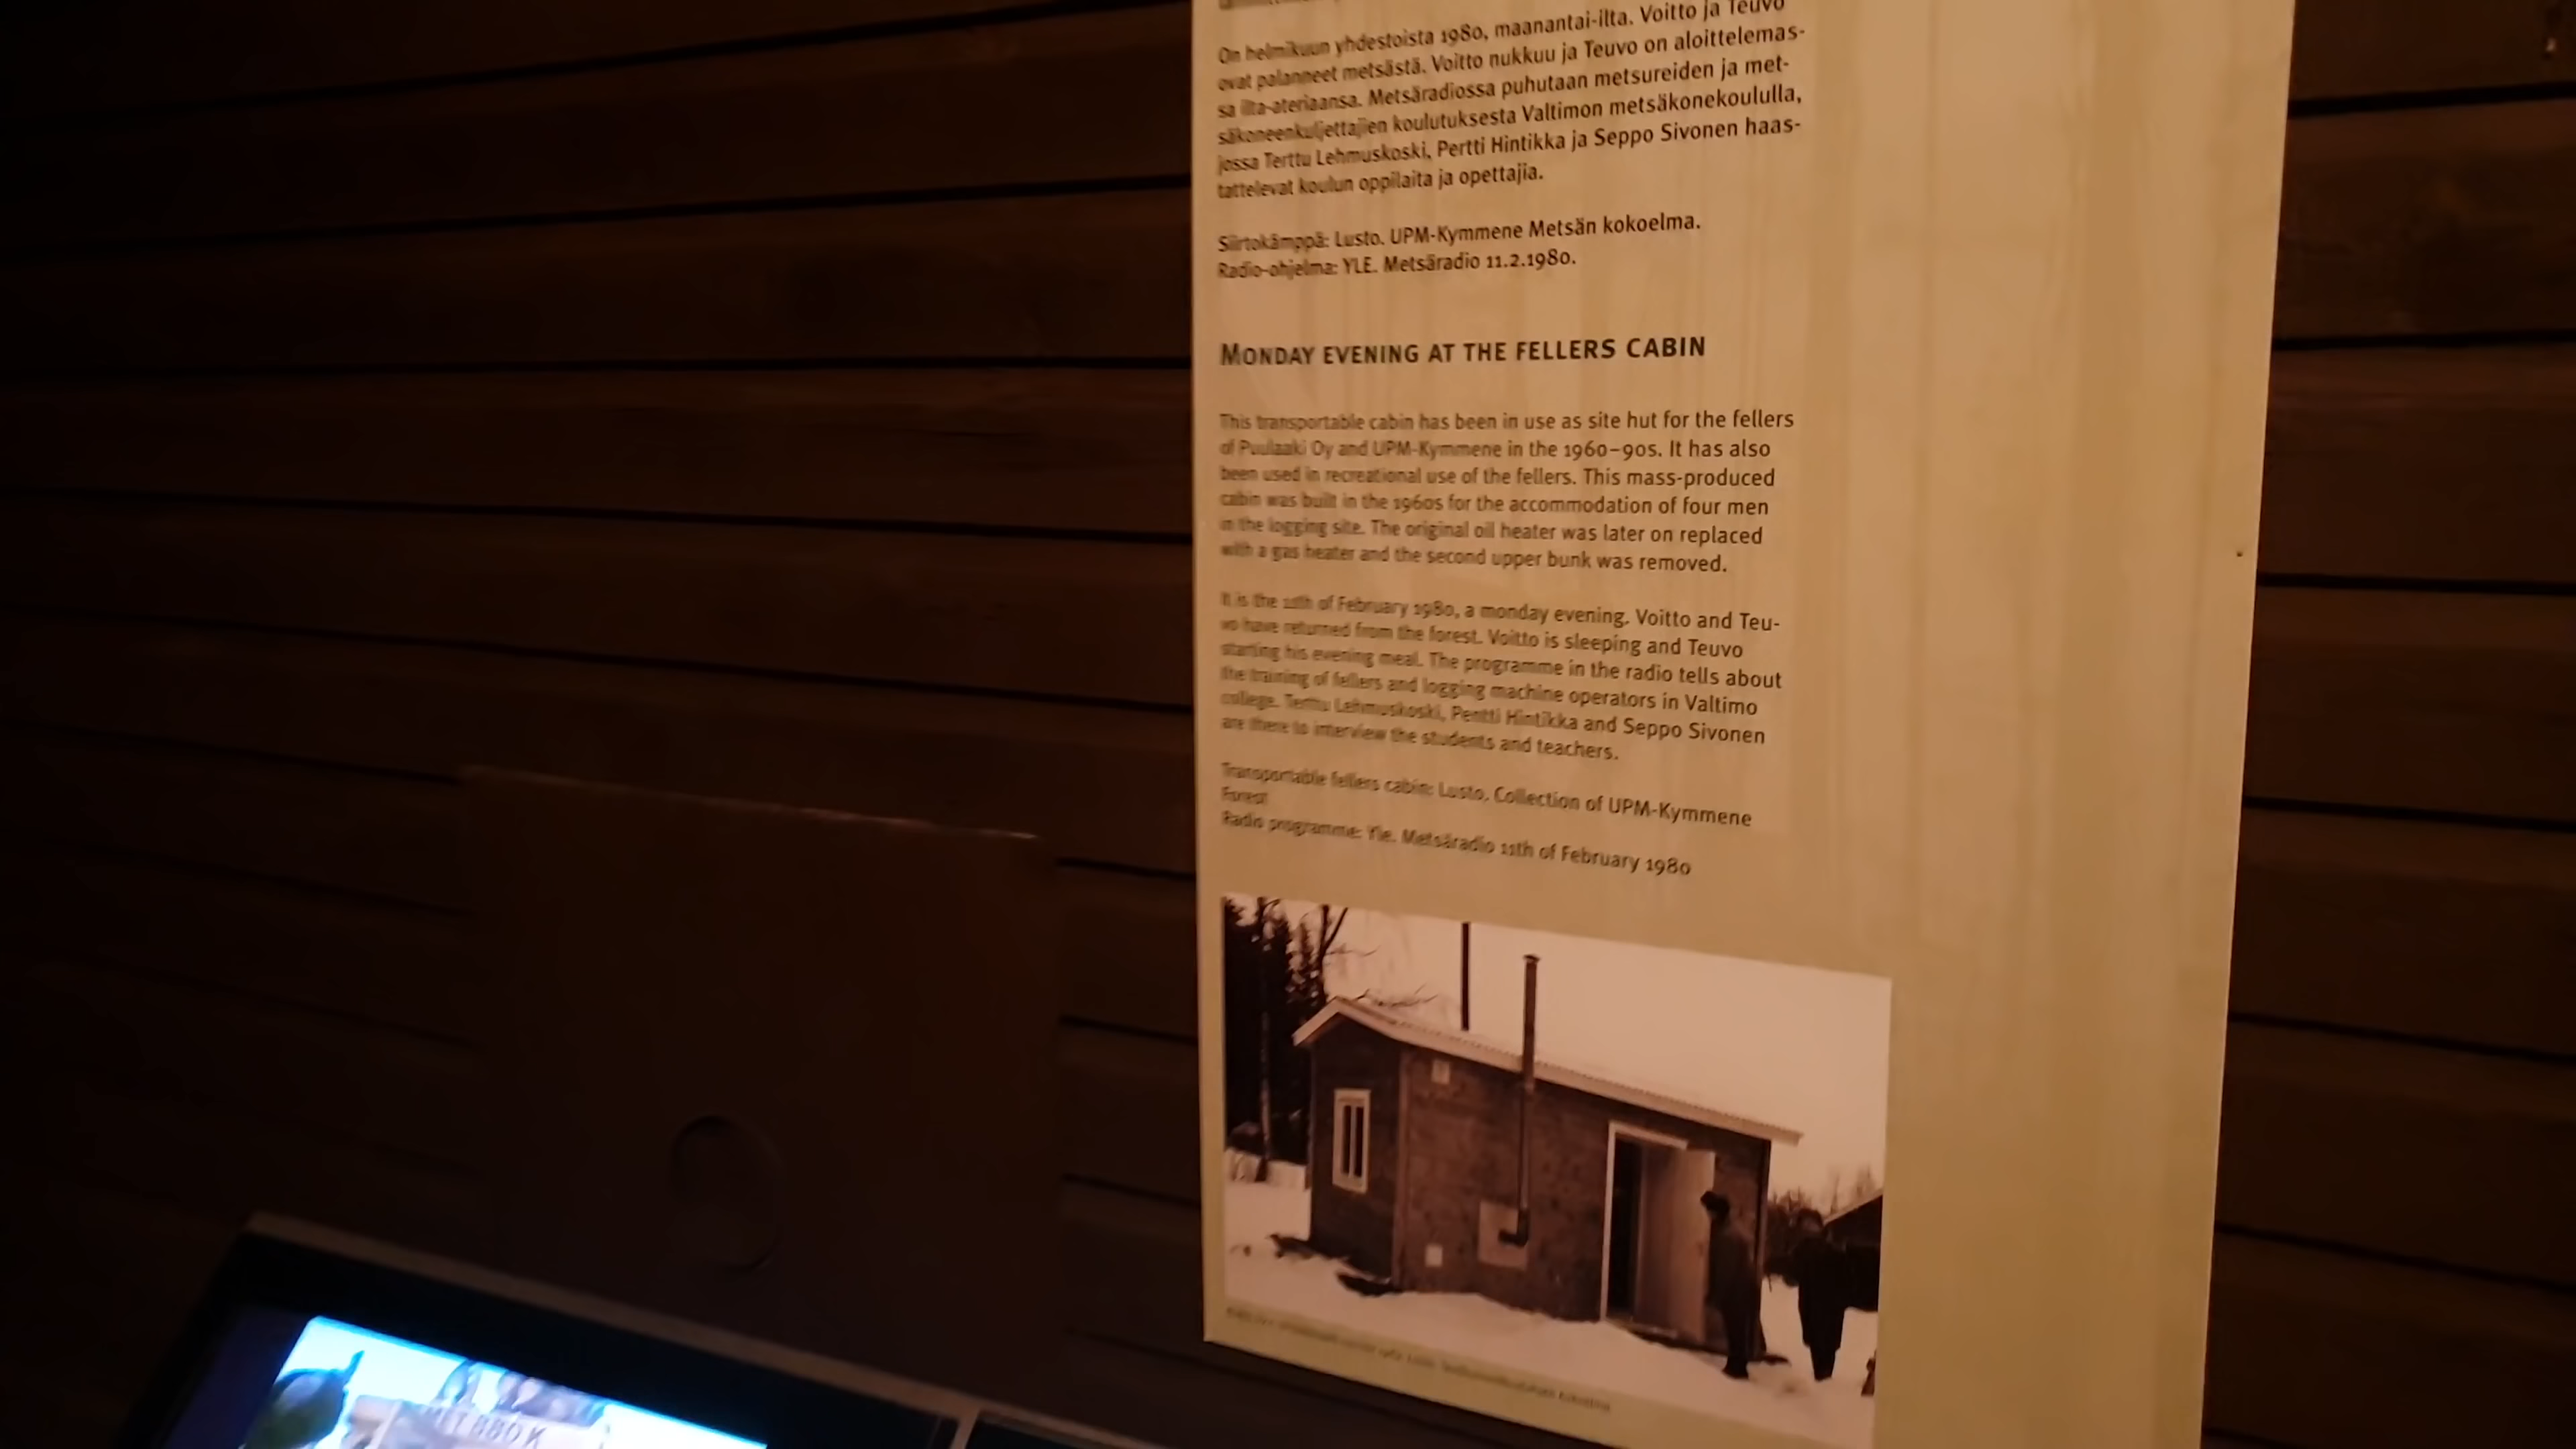 On helmikuun yhdestoista 1980, maanantai-ilta. Voitto ja Teuvo
ovat palanneet metsästä. Voitto nukkuu ja Teuvo on aloittelemas-
sa ilta-ateriaansa. Metsäradiossa puhutaan metsureiden ja met-
säkoneenkuljettajien koulutuksesta Valtimon metsäkonekoululla,
jossa Terttu Lehmuskoski, Pertti Hintikka ja Seppo Sivonen haas-
tattelevat koulun oppilaita ja opettajia.
Siirtokämppä: Lusto. UPM-Kymmene Metsän kokoelma.
Radio-ohjelma: YLE. Metsäradio 11.2.1980.
MONDAY EVENING AT THE FELLERS CABIN
This transportable cabin has been in use as site hut for the fellers
of Puulaaki Oy and UPM-Kymmene in the 1960–90s. It has also
been used in recreational use of the fellers. This mass-produced
cabin was built in the 1960s for the accommodation of four men
in the logging site. The original oil heater was later on replaced
with a gas heater and the second upper bunk was removed.
It is the 11th of February 1980, a monday evening. Voitto and Teu-
vo have returned from the forest. Voitto is sleeping and Teuvo
starting his evening meal. The programme in the radio tells about
the training of fellers and logging machine operators in Valtimo
college. Terttu Lehmuskoski, Pentti Hintikka and Seppo Sivonen
are there to interview the students and teachers.
Transportable fellers cabin: Lusto, Collection of UPM-Kymmene
Forest
Radio programme: Yle. Metsäradio 11th of February 1980